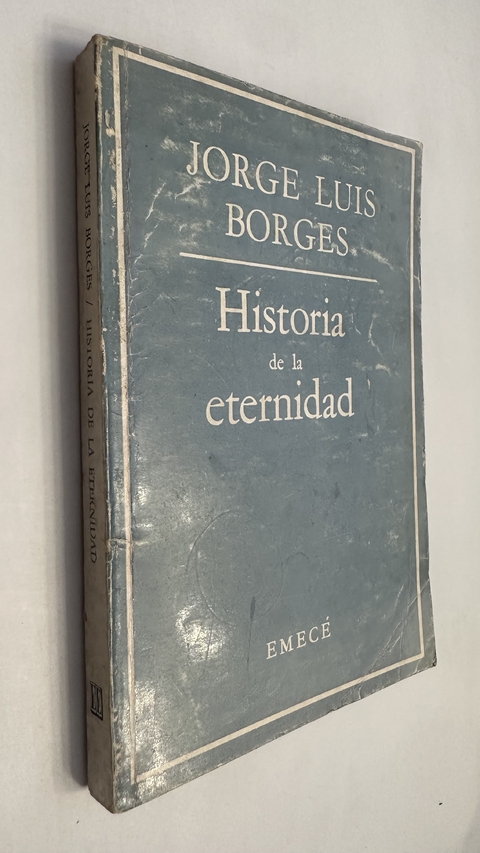 JORGE LUIS
BORGES
Historia
de la
eternidad
EMECÉ
JORGE LUIS BORGES / HISTORIA DE LA ETERNIDAD